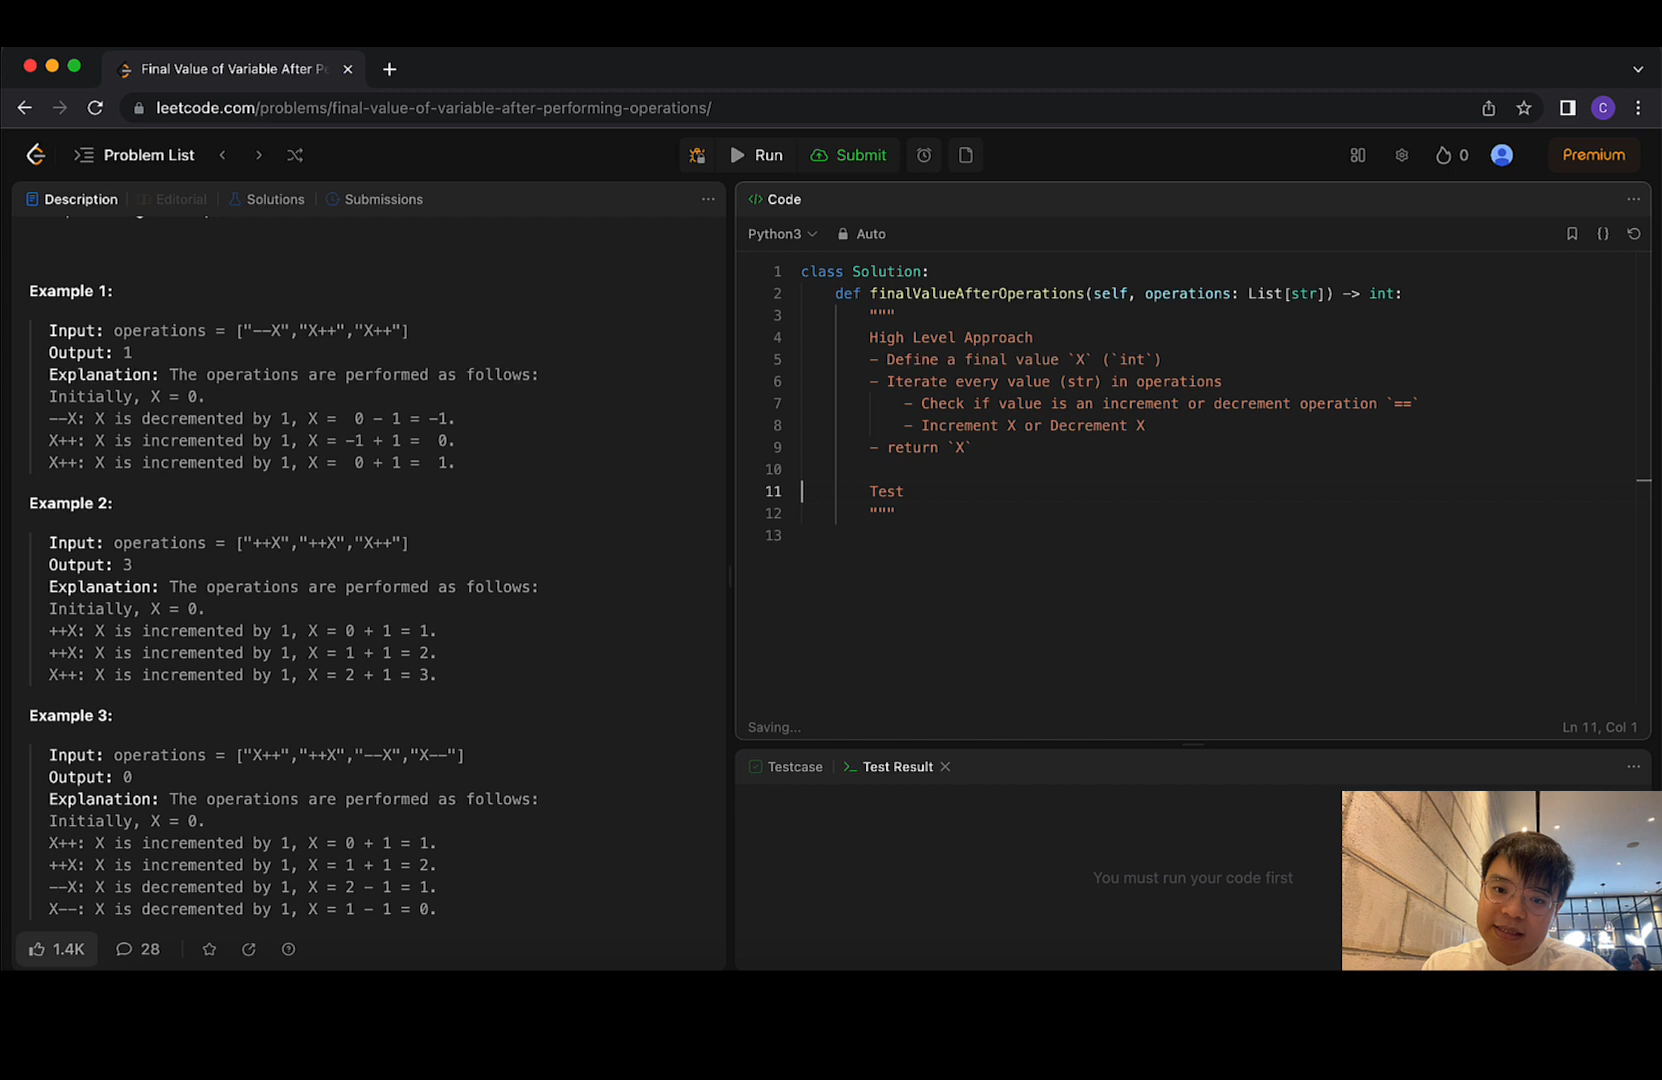 Final Value of Variable After Pe
leetcode.com/problems/final-value-of-variable-after-performing-operations/
C
Problem List
Run
Submit
0
Premium
Description
Editorial
Solutions
Submissions
Example 1:
Input: operations = ["--X","X++","X++"]
Output: 1
Explanation: The operations are performed as follows:
Initially, X = 0.
--X: X is decremented by 1, X =  0 - 1 = -1.
X++: X is incremented by 1, X = -1 + 1 =  0.
X++: X is incremented by 1, X =  0 + 1 =  1.
Example 2:
Input: operations = ["++X","++X","X++"]
Output: 3
Explanation: The operations are performed as follows:
Initially, X = 0.
++X: X is incremented by 1, X = 0 + 1 = 1.
++X: X is incremented by 1, X = 1 + 1 = 2.
X++: X is incremented by 1, X = 2 + 1 = 3.
Example 3:
Input: operations = ["X++","++X","--X","X--"]
Output: 0
Explanation: The operations are performed as follows:
Initially, X = 0.
X++: X is incremented by 1, X = 0 + 1 = 1.
++X: X is incremented by 1, X = 1 + 1 = 2.
--X: X is decremented by 1, X = 2 - 1 = 1.
X--: X is decremented by 1, X = 1 - 1 = 0.
1.4K
28
</> Code
Python3
Auto
{}
1 class Solution:
2 def finalValueAfterOperations(self, operations: List[str]) -> int:
3 """
4 High Level Approach
5 - Define a final value `X` (`int`)
6 - Iterate every value (str) in operations
7 - Check if value is an increment or decrement operation `==`
8 - Increment X or Decrement X
9 - return `X`
10
11 Test
12 """
13
Saving...
Ln 11, Col 1
Testcase
>_ Test Result
You must run your code first